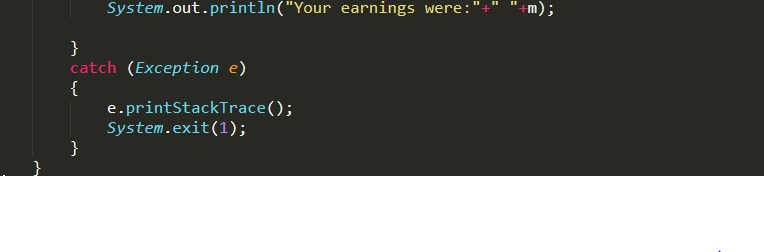 System.out.println("Your earnings were:"+" "+m);
}
catch (Exception e)
{
e.printStackTrace();
System.exit(1);
}
}